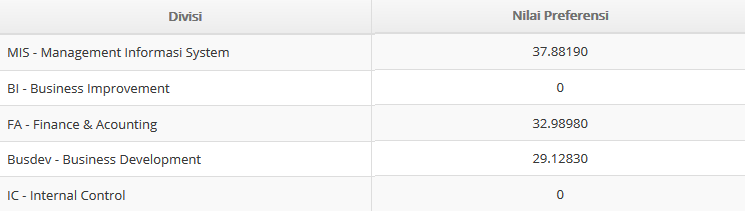 Divisi Nilai Preferensi
MIS - Management Informasi System 37.88190
BI - Business Improvement 0
FA - Finance & Acounting 32.98980
Busdev - Business Development 29.12830
IC - Internal Control 0